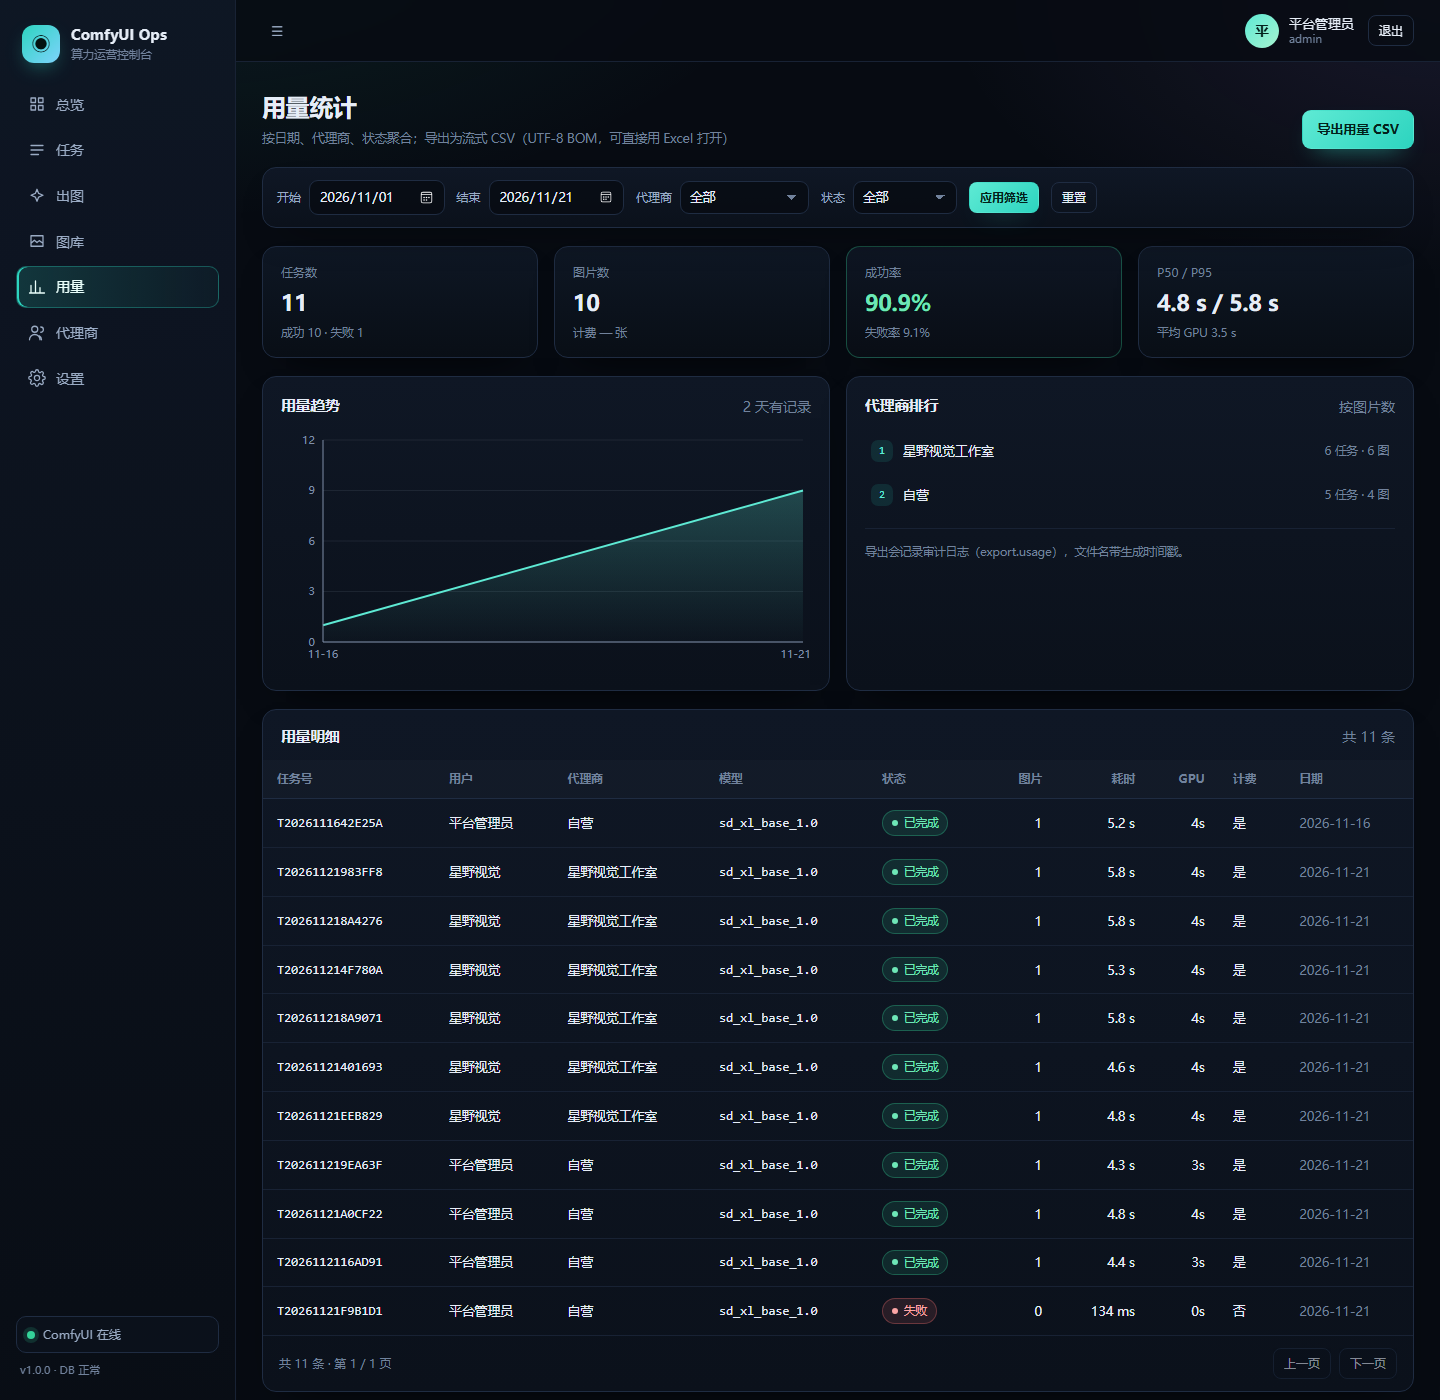 ComfyUI Ops
算力运营控制台
总览
任务
出图
图库
用量
代理商
设置
ComfyUI 在线
v1.0.0 · DB 正常
平
平台管理员
admin
退出
用量统计
按日期、代理商、状态聚合；导出为流式 CSV（UTF-8 BOM，可直接用 Excel 打开）
导出用量 CSV
开始 2026/11/01 结束 2026/11/21 代理商 全部 状态 全部 应用筛选 重置
任务数
11
成功 10 · 失败 1
图片数
10
计费 — 张
成功率
90.9%
失败率 9.1%
P50 / P95
4.8 s / 5.8 s
平均 GPU 3.5 s
用量趋势 2 天有记录
12
9
6
3
0
11-16 11-21
代理商排行 按图片数
1 星野视觉工作室 6 任务 · 6 图
2 自营 5 任务 · 4 图
导出会记录审计日志（export.usage），文件名带生成时间戳。
用量明细 共 11 条
任务号 用户 代理商 模型 状态 图片 耗时 GPU 计费 日期
T2026111642E25A 平台管理员 自营 sd_xl_base_1.0 已完成 1 5.2 s 4s 是 2026-11-16
T20261121983FF8 星野视觉 星野视觉工作室 sd_xl_base_1.0 已完成 1 5.8 s 4s 是 2026-11-21
T202611218A4276 星野视觉 星野视觉工作室 sd_xl_base_1.0 已完成 1 5.8 s 4s 是 2026-11-21
T202611214F780A 星野视觉 星野视觉工作室 sd_xl_base_1.0 已完成 1 5.3 s 4s 是 2026-11-21
T202611218A9071 星野视觉 星野视觉工作室 sd_xl_base_1.0 已完成 1 5.8 s 4s 是 2026-11-21
T20261121401693 星野视觉 星野视觉工作室 sd_xl_base_1.0 已完成 1 4.6 s 4s 是 2026-11-21
T20261121EEB829 星野视觉 星野视觉工作室 sd_xl_base_1.0 已完成 1 4.8 s 4s 是 2026-11-21
T202611219EA63F 平台管理员 自营 sd_xl_base_1.0 已完成 1 4.3 s 3s 是 2026-11-21
T20261121A0CF22 平台管理员 自营 sd_xl_base_1.0 已完成 1 4.8 s 4s 是 2026-11-21
T2026112116AD91 平台管理员 自营 sd_xl_base_1.0 已完成 1 4.4 s 3s 是 2026-11-21
T20261121F9B1D1 平台管理员 自营 sd_xl_base_1.0 失败 0 134 ms 0s 否 2026-11-21
共 11 条 · 第 1 / 1 页 上一页 下一页